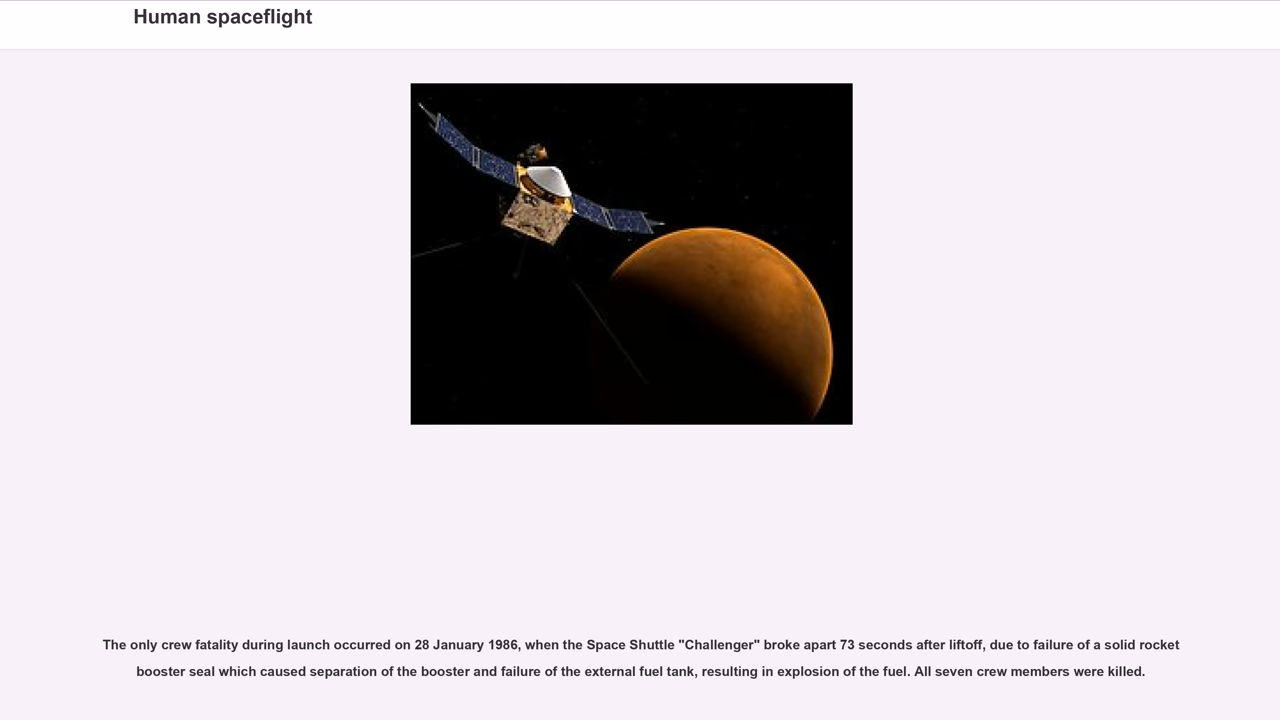 Human spaceflight
The only crew fatality during launch occurred on 28 January 1986, when the Space Shuttle "Challenger" broke apart 73 seconds after liftoff, due to failure of a solid rocket
booster seal which caused separation of the booster and failure of the external fuel tank, resulting in explosion of the fuel. All seven crew members were killed.